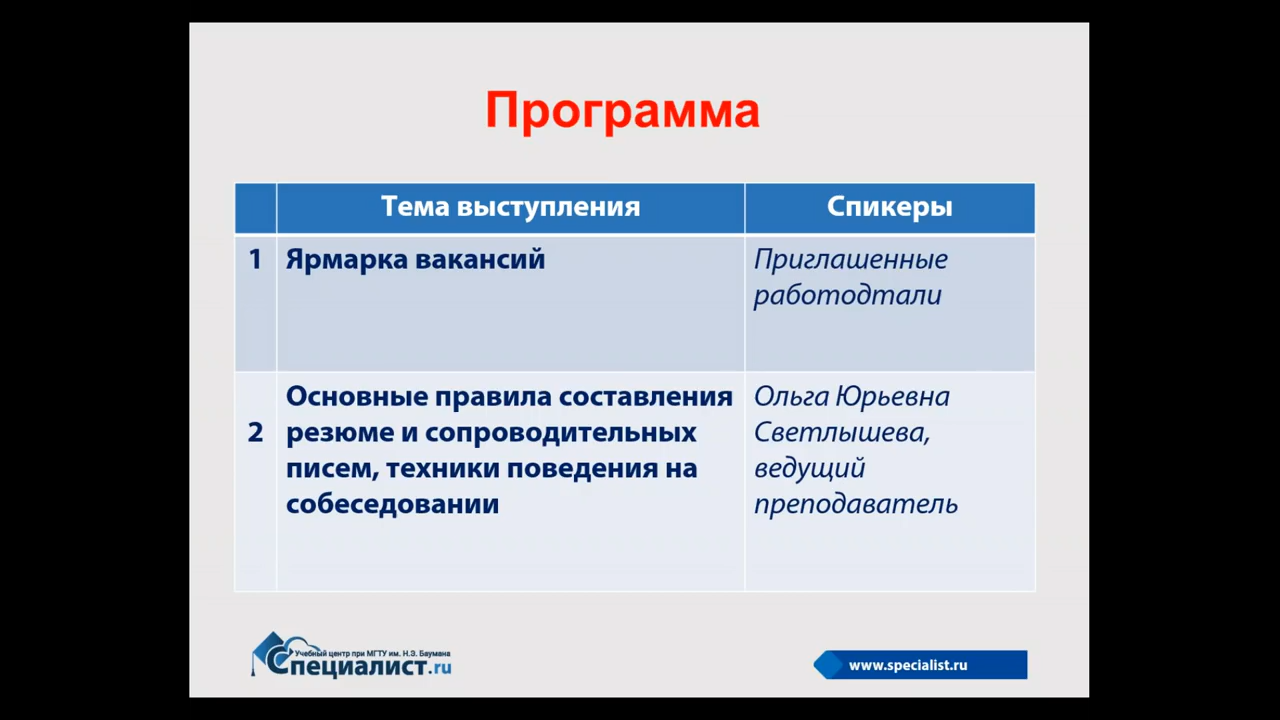 Программа
Тема выступления
Спикеры
1
Ярмарка вакансий
Приглашенные
работодтали
2
Основные правила составления
резюме и сопроводительных
писем, техники поведения на
собеседовании
Ольга Юрьевна
Светлышева,
ведущий
преподаватель
Учебный центр при МГТУ им. Н.Э. Баумана
Специалист.ru
www.specialist.ru